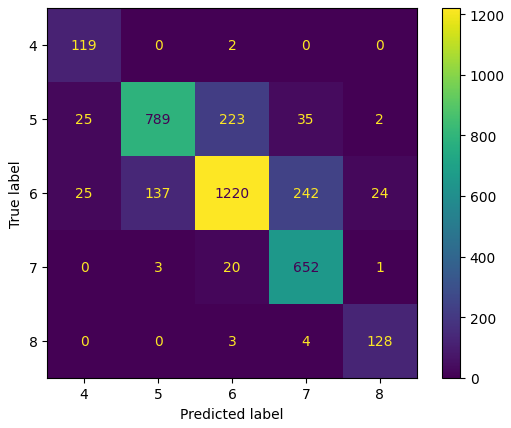 4 119 0 2 0 0
5 25 789 223 35 2
6 25 137 1220 242 24
7 0 3 20 652 1
8 0 0 3 4 128
4 5 6 7 8
Predicted label
True label
1200
1000
800
600
400
200
0